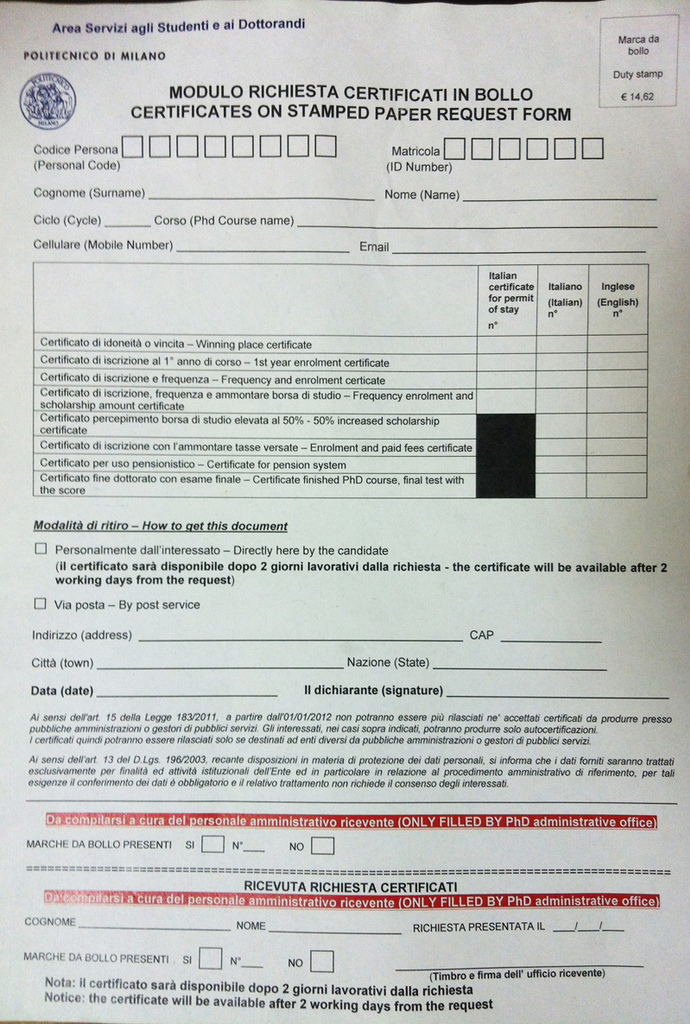 Area Servizi agli Studenti e ai Dottorandi
POLITECNICO DI MILANO
Marca da
bollo
Duty stamp
€ 14,62
POLITECNICO
MILANO
MODULO RICHIESTA CERTIFICATI IN BOLLO
CERTIFICATES ON STAMPED PAPER REQUEST FORM
Codice Persona
(Personal Code)
Matricola
(ID Number)
Cognome (Surname) Nome (Name)
Ciclo (Cycle) Corso (Phd Course name)
Cellulare (Mobile Number) Email
Italian
certificate
for permit
of stay
n°
Italiano
(Italian)
n°
Inglese
(English)
n°
Certificato di idoneità o vincita – Winning place certificate
Certificato di iscrizione al 1° anno di corso – 1st year enrolment certificate
Certificato di iscrizione e frequenza – Frequency and enrolment certicate
Certificato di iscrizione, frequenza e ammontare borsa di studio – Frequency enrolment and
scholarship amount certificate
Certificato percepimento borsa di studio elevata al 50% - 50% increased scholarship
certificate
Certificato di iscrizione con l'ammontare tasse versate – Enrolment and paid fees certificate
Certificato per uso pensionistico – Certificate for pension system
Certificato fine dottorato con esame finale – Certificate finished PhD course, final test with
the score
Modalità di ritiro – How to get this document
Personalmente dall'interessato – Directly here by the candidate
(il certificato sarà disponibile dopo 2 giorni lavorativi dalla richiesta - the certificate will be available after 2
working days from the request)
Via posta – By post service
Indirizzo (address) CAP
Città (town) Nazione (State)
Data (date) Il dichiarante (signature)
Ai sensi dell'art. 15 della Legge 183/2011, a partire dall'01/01/2012 non potranno essere più rilasciati ne' accettati certificati da produrre presso
pubbliche amministrazioni o gestori di pubblici servizi. Gli interessati, nei casi sopra indicati, potranno produrre solo autocertificazioni.
I certificati quindi potranno essere rilasciati solo se destinati ad enti diversi da pubbliche amministrazioni o gestori di pubblici servizi.
Ai sensi dell'art. 13 del D.Lgs. 196/2003, recante disposizioni in materia di protezione dei dati personali, si informa che i dati forniti saranno trattati
esclusivamente per finalità ed attività istituzionali dell'Ente ed in particolare in relazione al procedimento amministrativo di riferimento, per tali
esigenze il conferimento dei dati è obbligatorio e il relativo trattamento non richiede il consenso degli interessati.
Da compilarsi a cura del personale amministrativo ricevente (ONLY FILLED BY PhD administrative office)
MARCHE DA BOLLO PRESENTI SI N°___ NO
RICEVUTA RICHIESTA CERTIFICATI
Da compilarsi a cura del personale amministrativo ricevente (ONLY FILLED BY PhD administrative office)
COGNOME NOME RICHIESTA PRESENTATA IL ___/___/___
MARCHE DA BOLLO PRESENTI . SI N°___ NO
(Timbro e firma dell' ufficio ricevente)
Nota: il certificato sarà disponibile dopo 2 giorni lavorativi dalla richiesta
Notice: the certificate will be available after 2 working days from the request